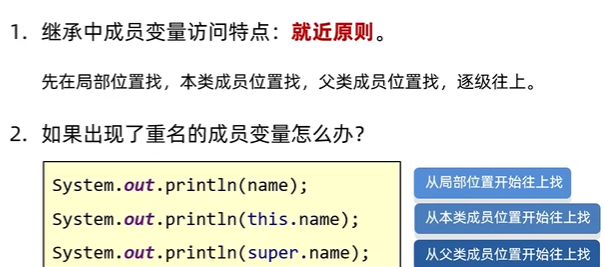 1. 继承中成员变量访问特点：就近原则。
先在局部位置找，本类成员位置找，父类成员位置找，逐级往上。
2. 如果出现了重名的成员变量怎么办？
System.out.println(name); 从局部位置开始往上找
System.out.println(this.name); 从本类成员位置开始往上找
System.out.println(super.name); 从父类成员位置开始往上找